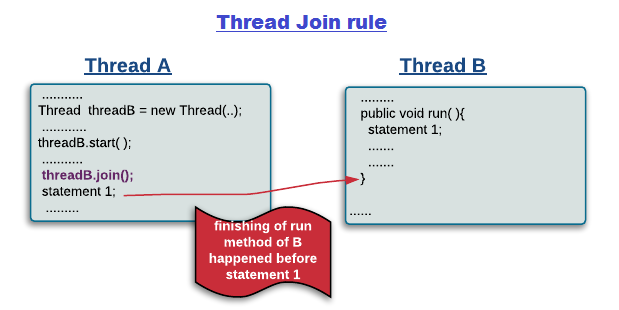 Thread Join rule
Thread A
...........
Thread threadB = new Thread(..);
............
threadB.start( );
...........
threadB.join();
statement 1;
.........
Thread B
.........
public void run( ){
statement 1;
.......
.......
}
......
finishing of run
method of B
happened before
statement 1